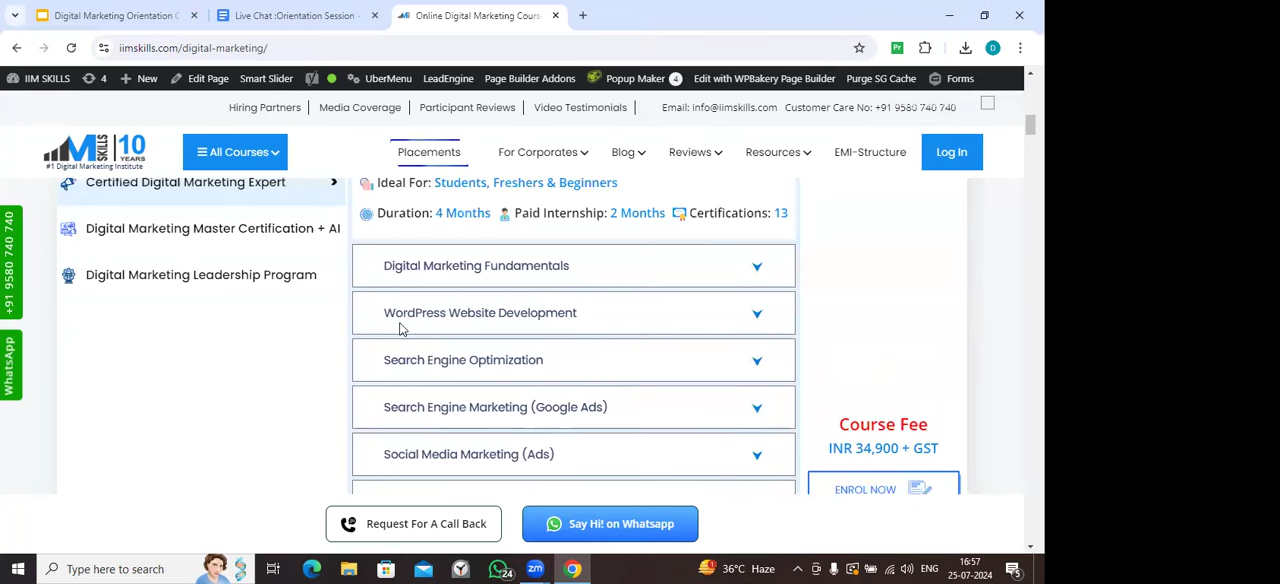 Digital Marketing Orientation C
Live Chat :Orientation Session -
Online Digital Marketing Cours
iimskills.com/digital-marketing/
Pr
D
IIM SKILLS
4
New
Edit Page
Smart Slider
UberMenu
LeadEngine
Page Builder Addons
Popup Maker 4
Edit with WPBakery Page Builder
Purge SG Cache
Forms
Hiring Partners
Media Coverage
Participant Reviews
Video Testimonials
Email: info@iimskills.com
Customer Care No: +91 9580 740 740
IIM SKILLS 10 YEARS
#1 Digital Marketing Institute
All Courses
Placements
For Corporates
Blog
Reviews
Resources
EMI-Structure
Log In
Certified Digital Marketing Expert
Digital Marketing Master Certification + AI
Digital Marketing Leadership Program
+91 9580 740 740
WhatsApp
Ideal For: Students, Freshers & Beginners
Duration: 4 Months Paid Internship: 2 Months Certifications: 13
Digital Marketing Fundamentals
WordPress Website Development
Search Engine Optimization
Search Engine Marketing (Google Ads)
Social Media Marketing (Ads)
Course Fee
INR 34,900 + GST
ENROL NOW
Request For A Call Back
Say Hi! on Whatsapp
Type here to search
24
36°C Haze
ENG
16:57
25-07-2024
5